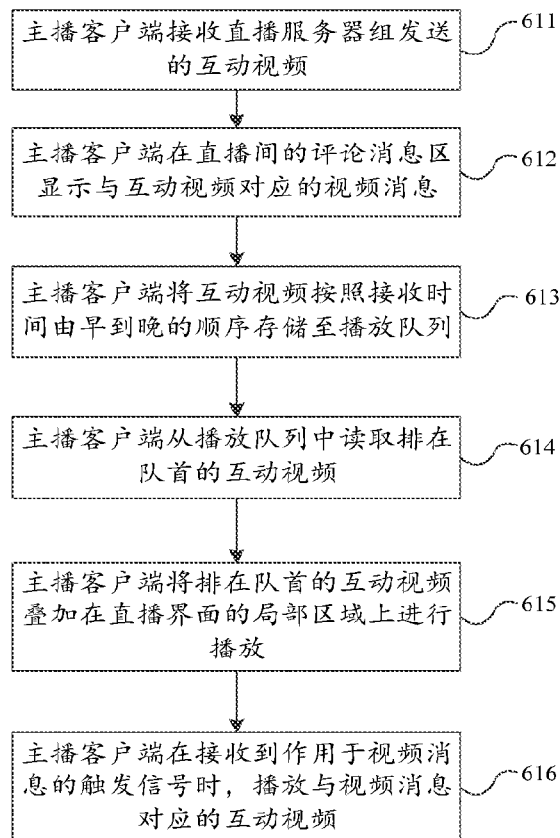 主播客户端接收直播服务器组发送
的互动视频
611
主播客户端在直播间的评论消息区
显示与互动视频对应的视频消息
612
主播客户端将互动视频按照接收时
间由早到晚的顺序存储至播放队列
613
主播客户端从播放队列中读取排在
队首的互动视频
614
主播客户端将排在队首的互动视频
叠加在直播界面的局部区域上进行
播放
615
主播客户端在接收到作用于视频消
息的触发信号时，播放与视频消息
对应的互动视频
616